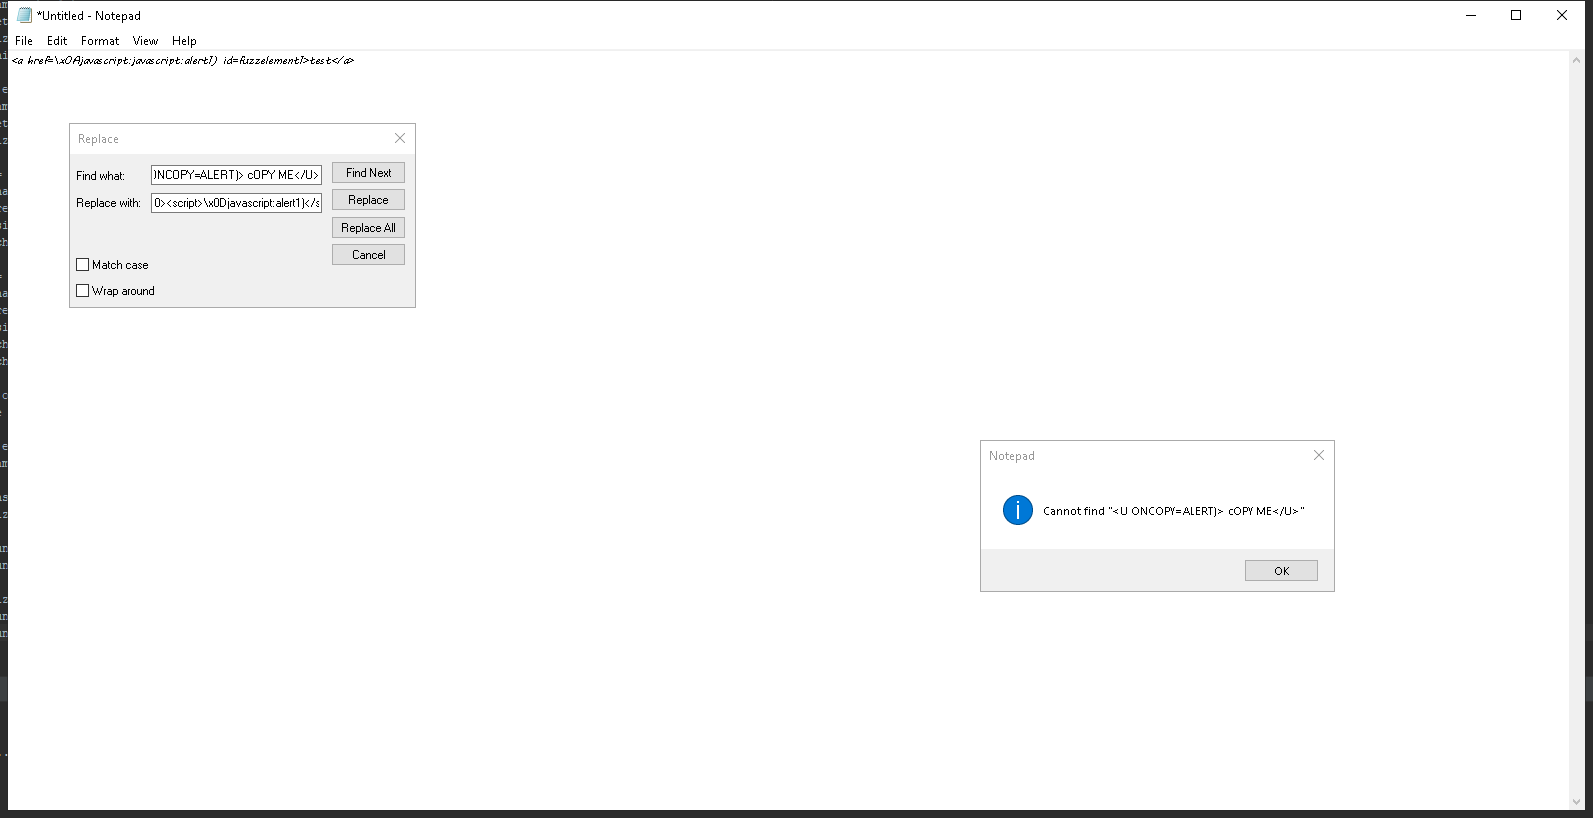 *Untitled - Notepad
File Edit Format View Help
<a href=\x0Ajavascript:javascript:alert1) id=fuzzelement1>test</a>
Replace
Find what: )NCOPY=ALERT)> cOPY ME</U> Find Next
Replace with: 0><script>\x0Djavascript:alert1)</s Replace
Replace All
Cancel
Match case
Wrap around
Notepad
Cannot find "<U ONCOPY=ALERT)> cOPY ME</U>"
OK